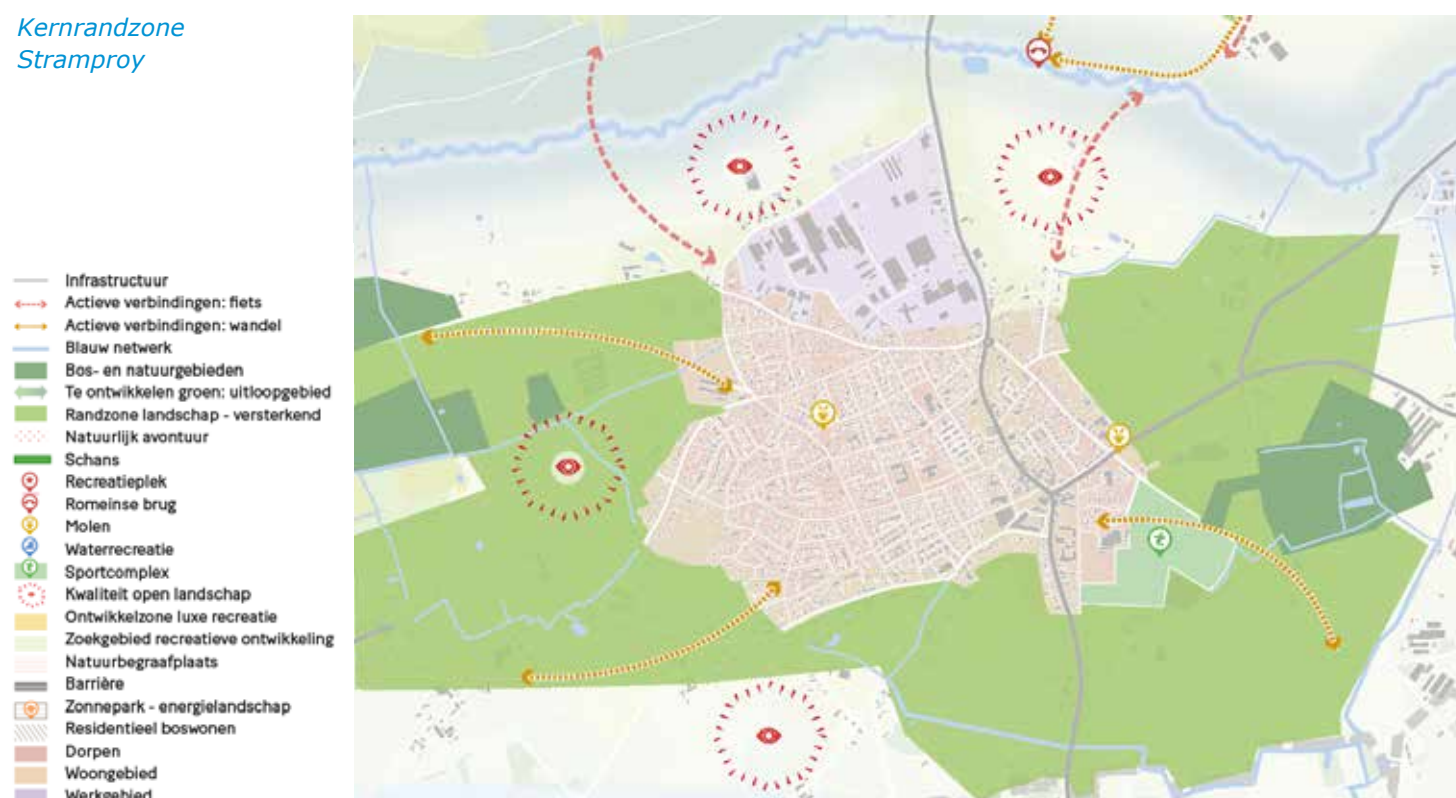 Kernrandzone
Stramproy
Infrastructuur
Actieve verbindingen: fiets
Actieve verbindingen: wandel
Blauw netwerk
Bos- en natuurgebieden
Te ontwikkelen groen: uitloopgebied
Randzone landschap - versterkend
Natuurlijk avontuur
Schans
Recreatieplek
Romeinse brug
Molen
Waterrecreatie
Sportcomplex
Kwaliteit open landschap
Ontwikkelzone luxe recreatie
Zoekgebied recreatieve ontwikkeling
Natuurbegraafplaats
Barrière
Zonnepark - energielandschap
Residentieel boswonen
Dorpen
Woongebied
Werkgebied